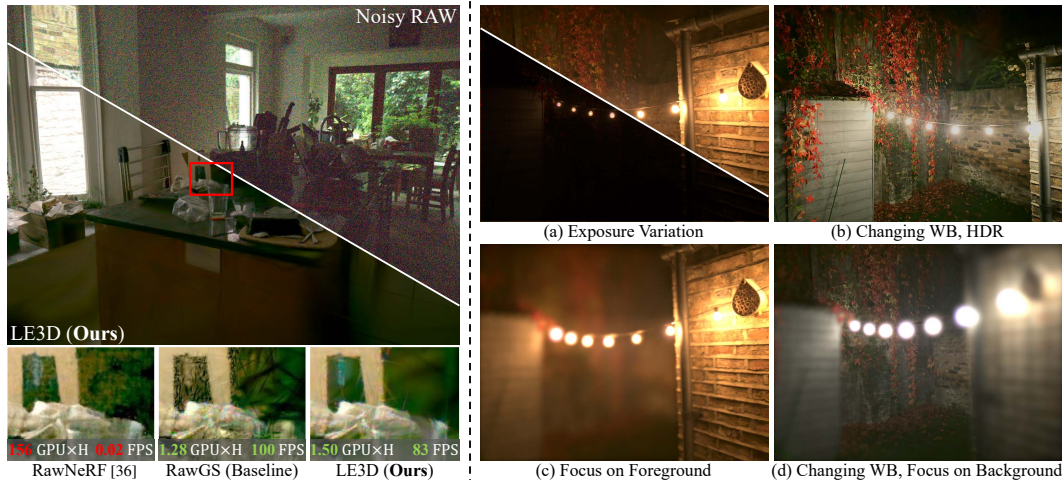 Noisy RAW
LE3D (Ours)
156 GPU×H 0.02 FPS
1.28 GPU×H 100 FPS
1.50 GPU×H 83 FPS
RawNeRF [36]
RawGS (Baseline)
LE3D (Ours)
(a) Exposure Variation
(b) Changing WB, HDR
(c) Focus on Foreground
(d) Changing WB, Focus on Background